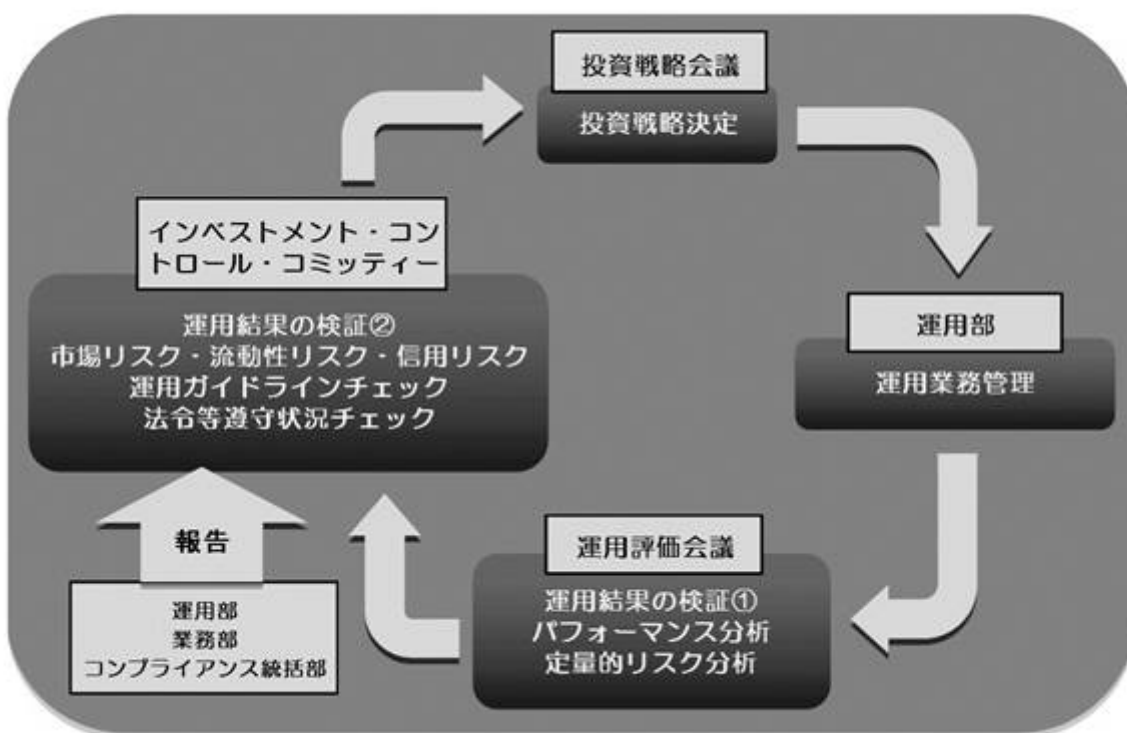 投資戦略会議
投資戦略決定
インベストメント・コン
トロール・コミッティー
運用結果の検証②
市場リスク・流動性リスク・信用リスク
運用ガイドラインチェック
法令等遵守状況チェック
運用部
運用業務管理
報告
運用部
業務部
コンプライアンス統括部
運用評価会議
運用結果の検証①
パフォーマンス分析
定量的リスク分析